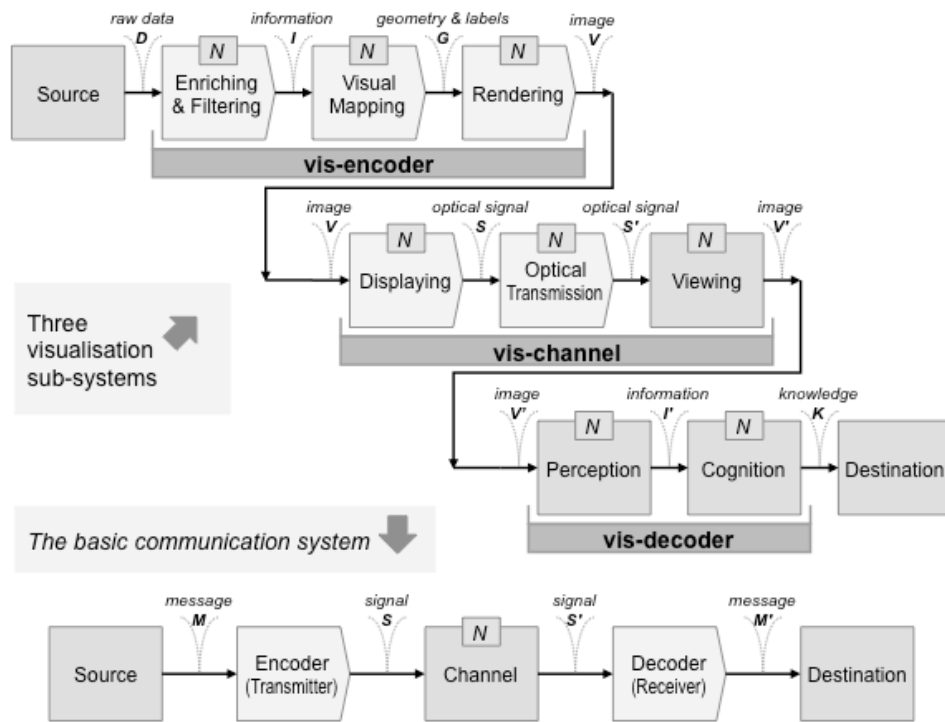 raw data
D
information
I
geometry & labels
G
image
V
N
N
N
Source
Enriching
& Filtering
Visual
Mapping
Rendering
vis-encoder
image
V
optical signal
S
optical signal
S'
image
V'
N
N
N
Displaying
Optical
Transmission
Viewing
vis-channel
Three
visualisation
sub-systems
image
V'
information
I'
knowledge
K
N
N
Perception
Cognition
Destination
vis-decoder
The basic communication system
message
M
signal
S
signal
S'
message
M'
N
Source
Encoder
(Transmitter)
Channel
Decoder
(Receiver)
Destination